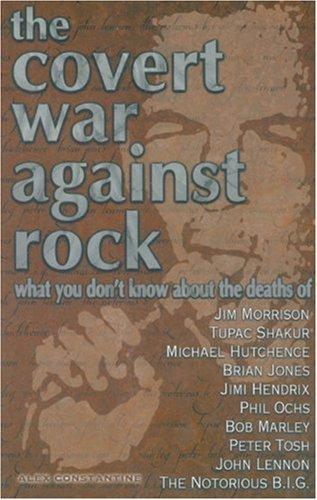 the
covert
war
against
rock
what you don't know about the deaths of
JIM MORRISON
TUPAC SHAKUR
MICHAEL HUTCHENCE
BRIAN JONES
JIMI HENDRIX
PHIL OCHS
BOB MARLEY
PETER TOSH
JOHN LENNON
THE NOTORIOUS B.I.G.
ALEX CONSTANTINE